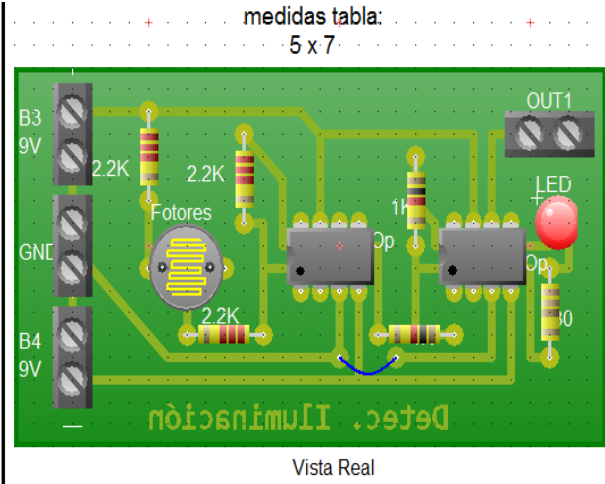 medidas tabla:
5 x 7
OUT1
B3
9V
2.2K
2.2K
LED
+
Fotores
1K
GND
Op
Op
2.2K
B4
9V
Detec. Iluminación
Vista Real